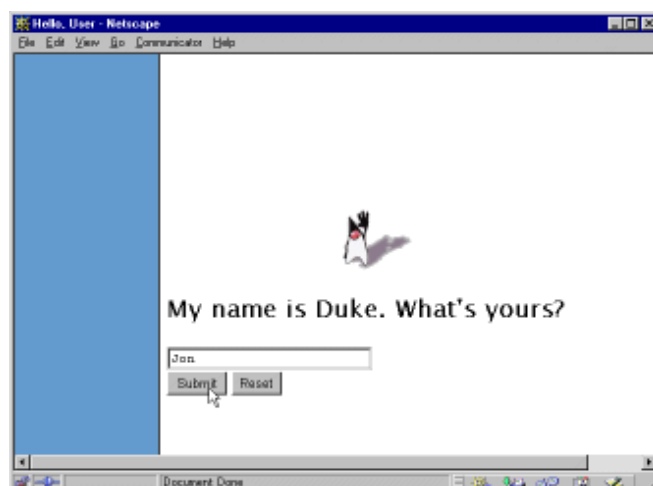 Hello, User - Netscape
File Edit View Go Communicator Help
My name is Duke. What's yours?
Jon
Submit Reset
Document Done